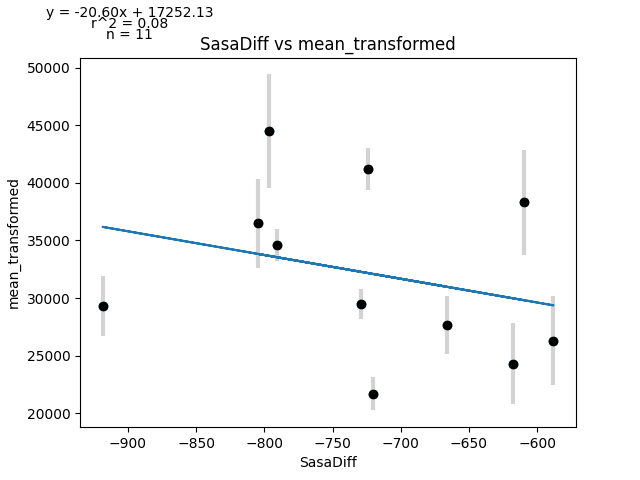 y = -20.60x + 17252.13
r^2 = 0.08
n = 11
SasaDiff vs mean_transformed
50000
45000
40000
35000
30000
25000
20000
mean_transformed
−900
−850
−800
−750
−700
−650
−600
SasaDiff